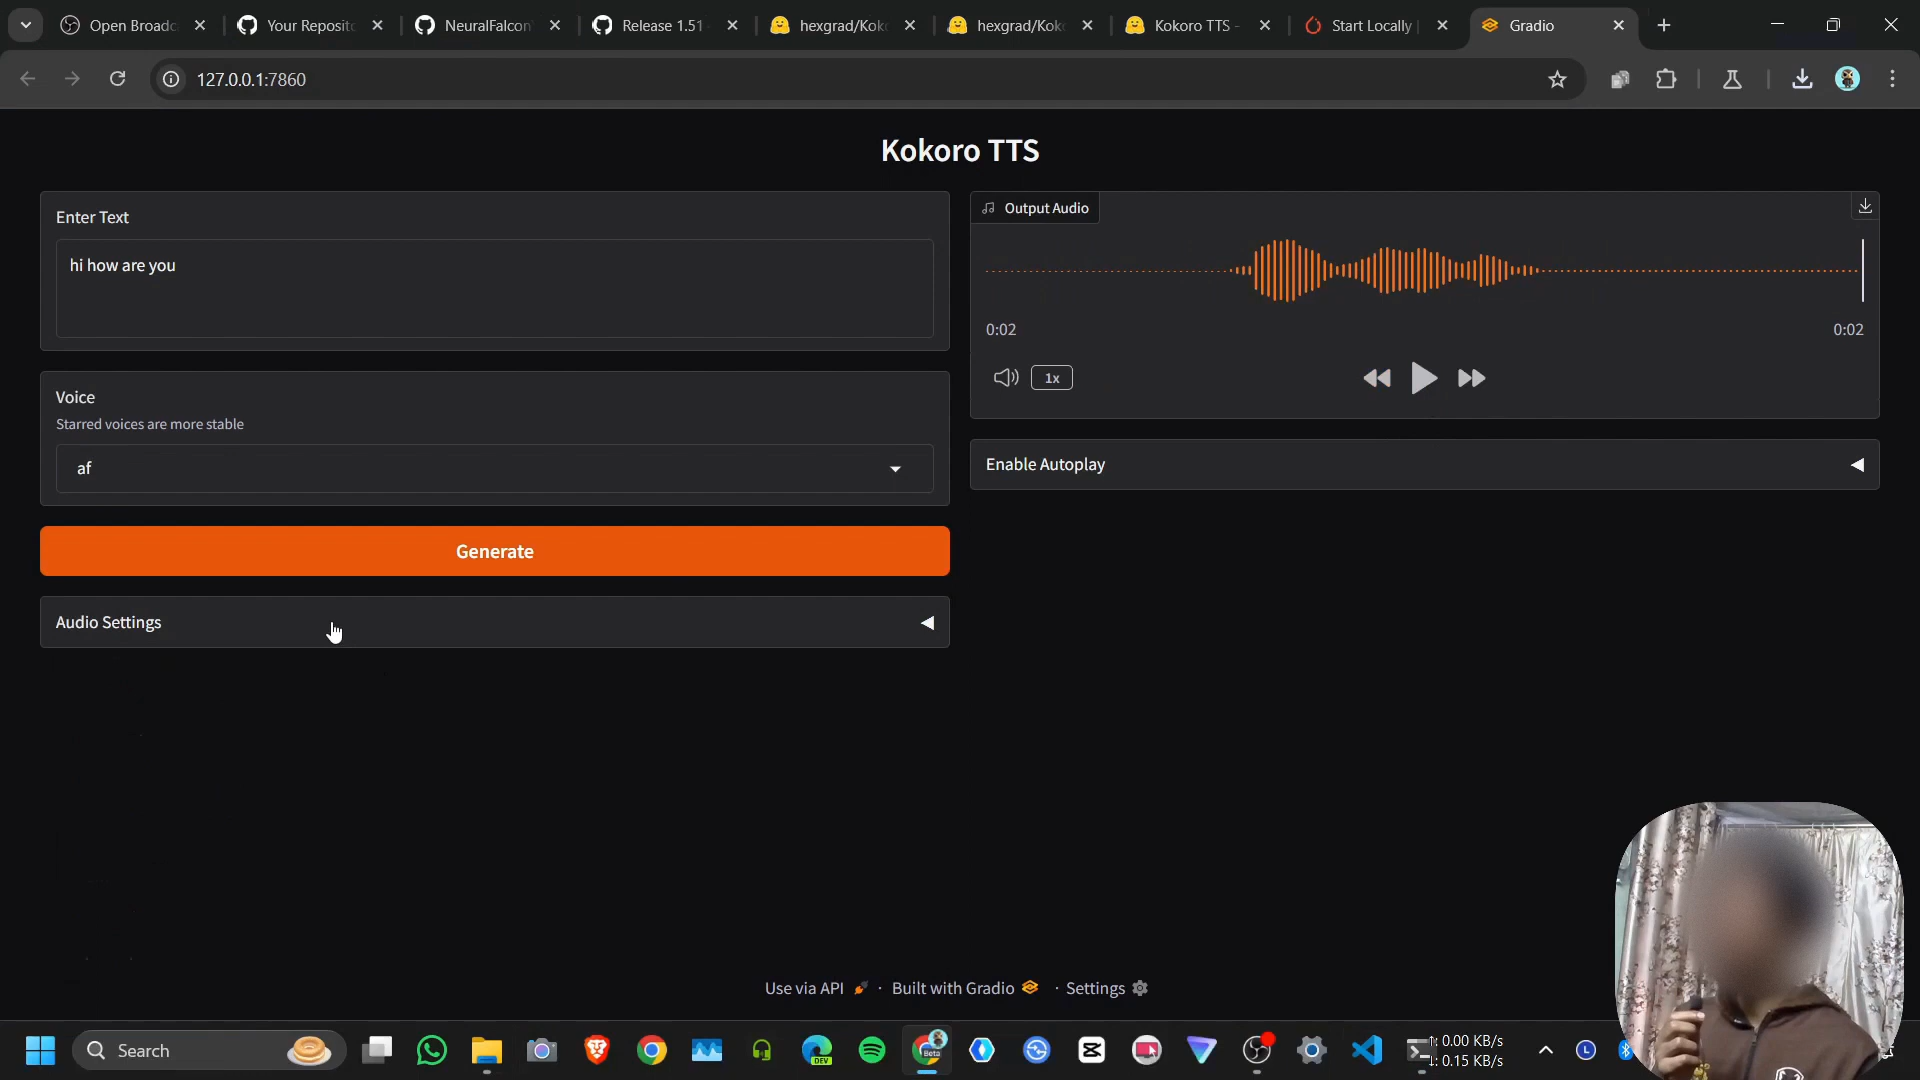 Open Broadc
Your Reposito
NeuralFalcon
Release 1.51
hexgrad/Kok
hexgrad/Kok
Kokoro TTS -
Start Locally |
Gradio
127.0.0.1:7860
Kokoro TTS
Enter Text
hi how are you
Voice
Starred voices are more stable
af
Generate
Audio Settings
Output Audio
0:02
0:02
1x
Enable Autoplay
Use via API · Built with Gradio · Settings
Search
DEV
Beta
L
0.00 KB/s
0.15 KB/s